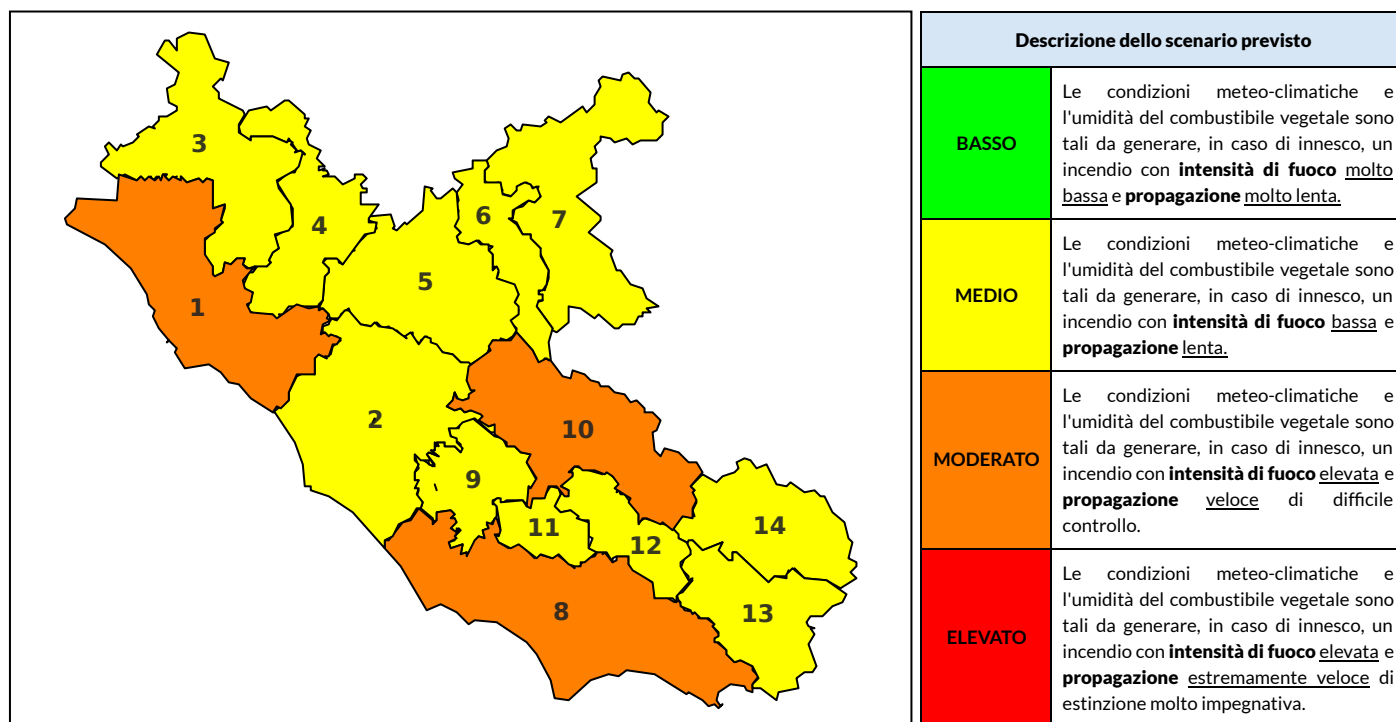 3
4
6
7
5
1
2
10
9
11
12
14
8
13
Descrizione dello scenario previsto
BASSO
Le condizioni meteo-climatiche e
l'umidità del combustibile vegetale sono
tali da generare, in caso di innesco, un
incendio con intensità di fuoco molto
bassa e propagazione molto lenta.
MEDIO
Le condizioni meteo-climatiche e
l'umidità del combustibile vegetale sono
tali da generare, in caso di innesco, un
incendio con intensità di fuoco bassa e
propagazione lenta.
MODERATO
Le condizioni meteo-climatiche e
l'umidità del combustibile vegetale sono
tali da generare, in caso di innesco, un
incendio con intensità di fuoco elevata e
propagazione veloce di difficile
controllo.
ELEVATO
Le condizioni meteo-climatiche e
l'umidità del combustibile vegetale sono
tali da generare, in caso di innesco, un
incendio con intensità di fuoco elevata e
propagazione estremamente veloce di
estinzione molto impegnativa.